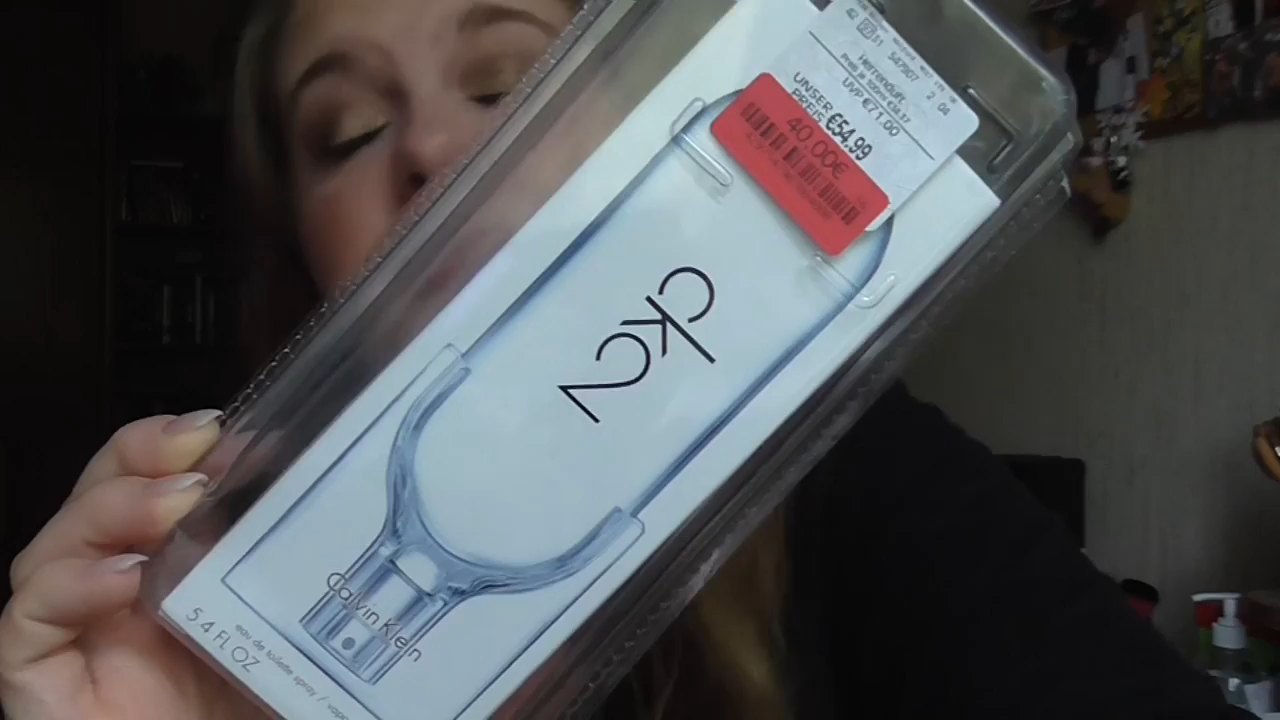 Herrenduft
UVP €71.00
UNSER
PREIS €54,99
40.00€
ck2
Calvin Klein
5.4 FL OZ
eau de toilette spray /